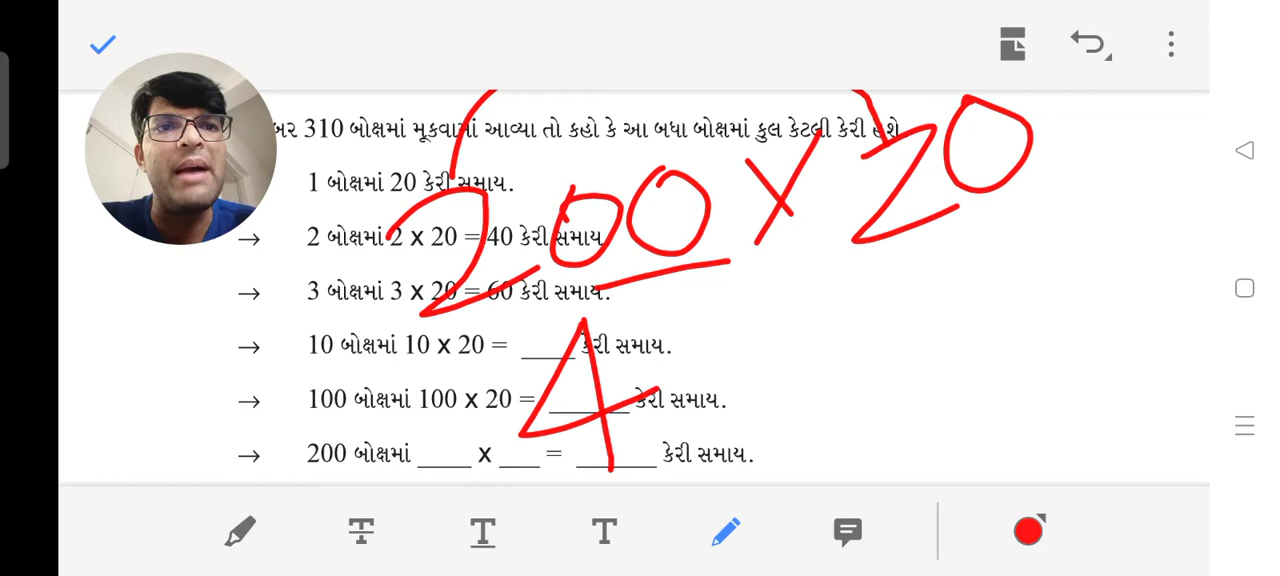 બર 310 બોક્ષમાં મૂકવામાં આવ્યા તો કહો કે આ બધા બોક્ષમાં કુલ કેટલી કેરી હશે
1 બોક્ષમાં 20 કેરી સમાય.
200 x 20
→ 2 બોક્ષમાં 2 x 20 = 40 કેરી સમાય.
→ 3 બોક્ષમાં 3 x 20 = 60 કેરી સમાય.
→ 10 બોક્ષમાં 10 x 20 = ____ કેરી સમાય.
4
→ 100 બોક્ષમાં 100 x 20 = ______ કેરી સમાય.
→ 200 બોક્ષમાં ____ x ___ = ______ કેરી સમાય.
T T T